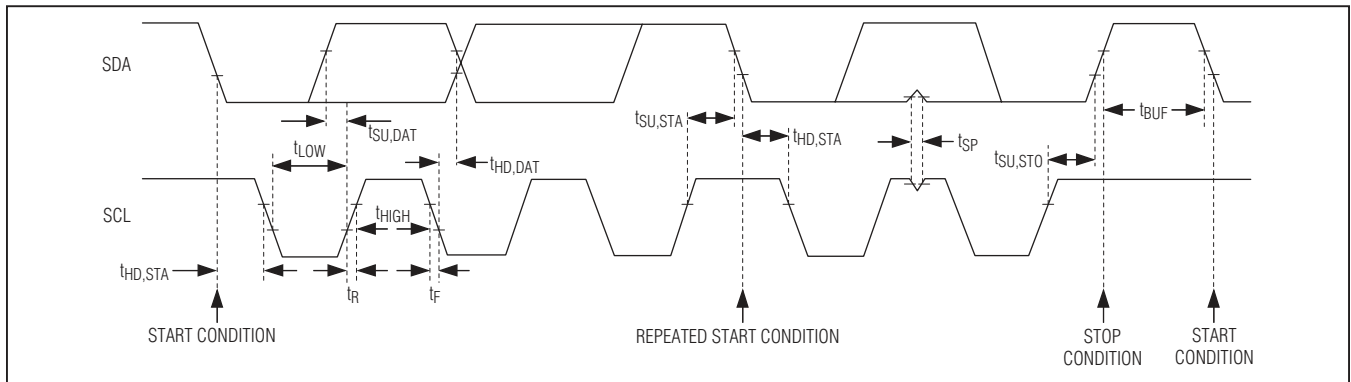 SDA
tSU,DAT
tLOW
tHD,DAT
tSU,STA
tHD,STA
tSP
tBUF
tSU,STO
SCL
tHIGH
tHD,STA
tR
tF
START CONDITION
REPEATED START CONDITION
STOP
CONDITION
START
CONDITION